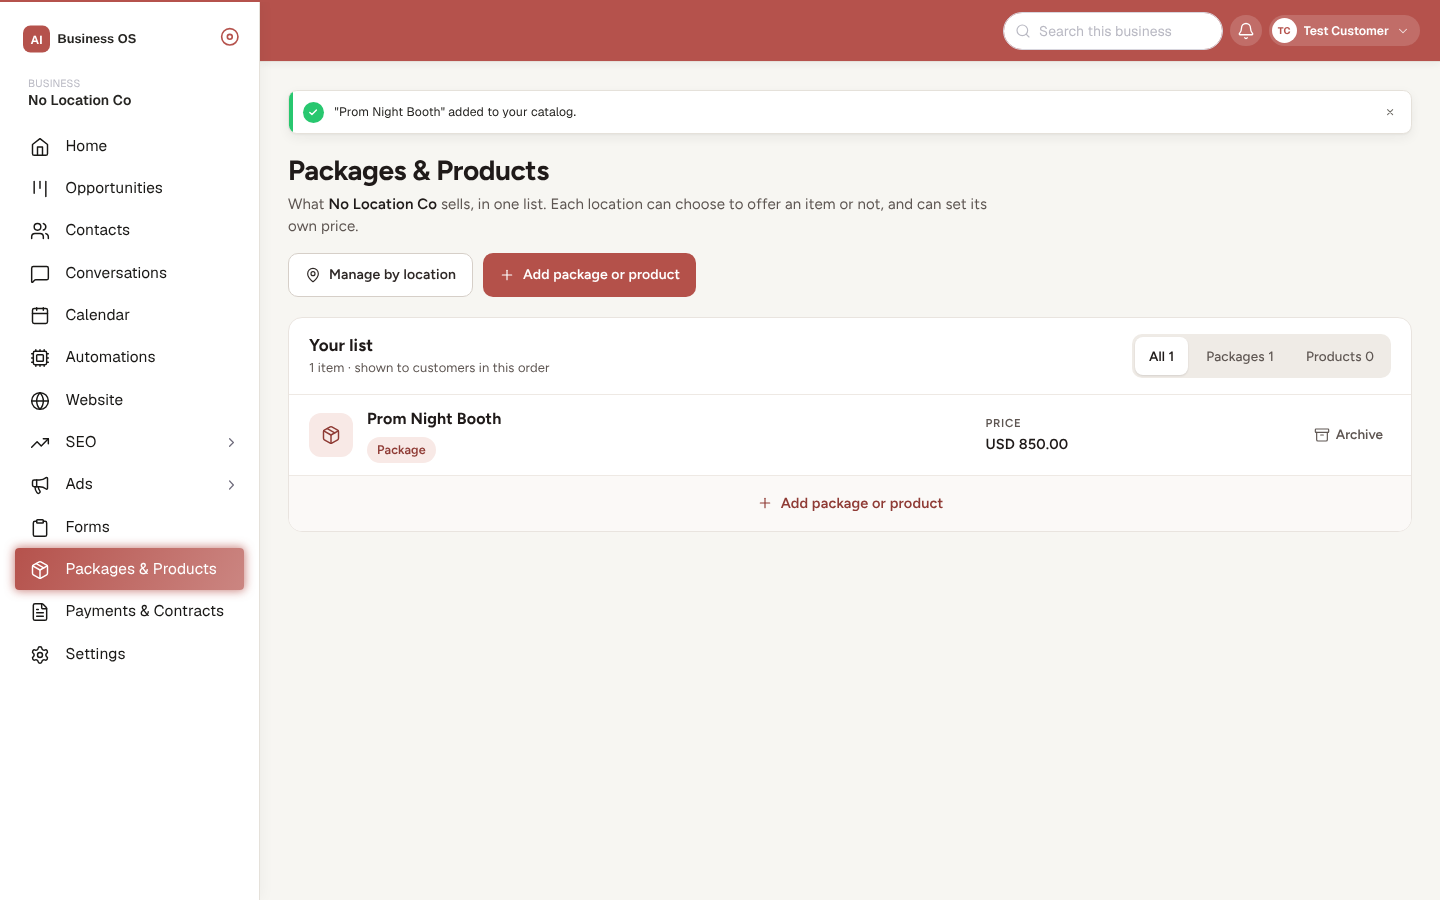 AI Business OS
Search this business
TC Test Customer
BUSINESS
No Location Co
Home
Opportunities
Contacts
Conversations
Calendar
Automations
Website
SEO
Ads
Forms
Packages & Products
Payments & Contracts
Settings
"Prom Night Booth" added to your catalog.
Packages & Products
What No Location Co sells, in one list. Each location can choose to offer an item or not, and can set its
own price.
Manage by location
Add package or product
Your list
1 item · shown to customers in this order
All 1
Packages 1
Products 0
Prom Night Booth
Package
PRICE
USD 850.00
Archive
Add package or product